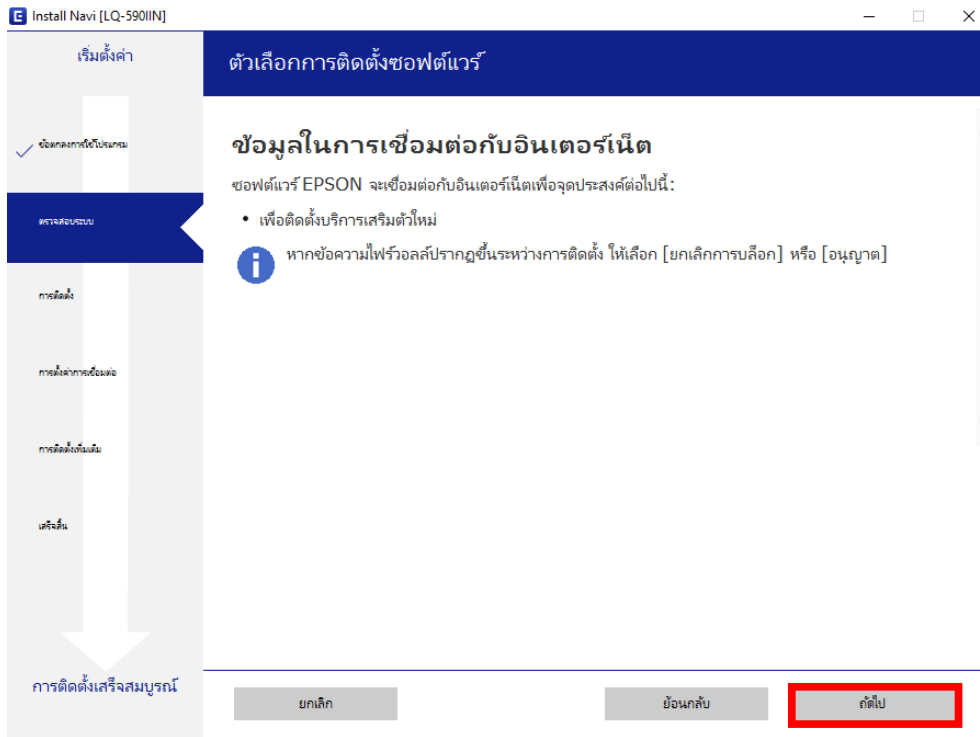 Install Navi [LQ-590IIN]
เริ่มตั้งค่า
ตัวเลือกการติดตั้งซอฟต์แวร์
ข้อตกลงการใช้โปรแกรม
ตรวจสอบระบบ
การติดตั้ง
การตั้งค่าการเชื่อมต่อ
การติดตั้งเพิ่มเติม
เสร็จสิ้น
การติดตั้งเสร็จสมบูรณ์
ข้อมูลในการเชื่อมต่อกับอินเตอร์เน็ต
ซอฟต์แวร์ EPSON จะเชื่อมต่อกับอินเตอร์เน็ตเพื่อจุดประสงค์ต่อไปนี้:
• เพื่อติดตั้งบริการเสริมตัวใหม่
หากข้อความไฟร์วอลล์ปรากฏขึ้นระหว่างการติดตั้ง ให้เลือก [ยกเลิกการบล็อก] หรือ [อนุญาต]
ยกเลิก
ย้อนกลับ
ถัดไป